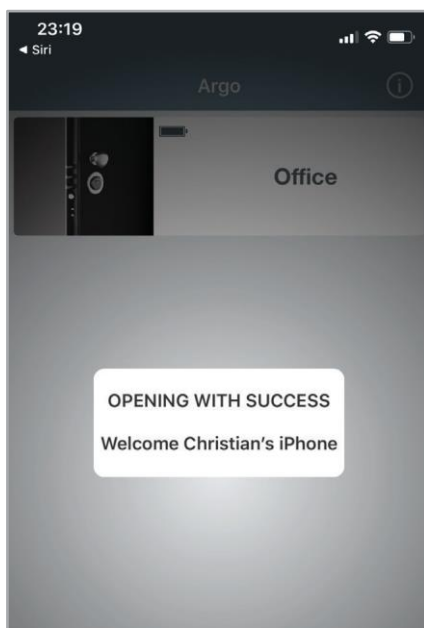 23:19
◀ Siri
Argo
Office
OPENING WITH SUCCESS
Welcome Christian's iPhone